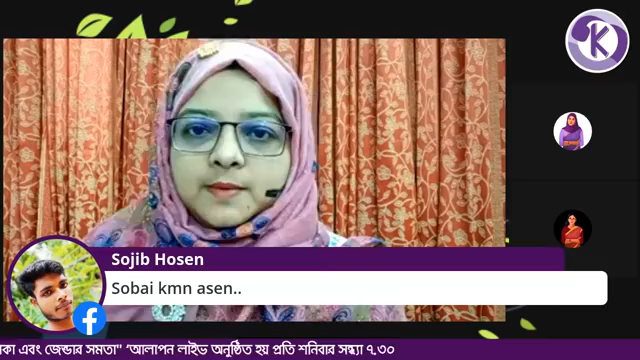 K
Sojib Hosen
Sobai kmn asen..
এবং জেন্ডার সমতা" ‘আলাপন লাইভ অনুষ্ঠিত হয় প্রতি শনিবার সন্ধ্যা ৭.৩০